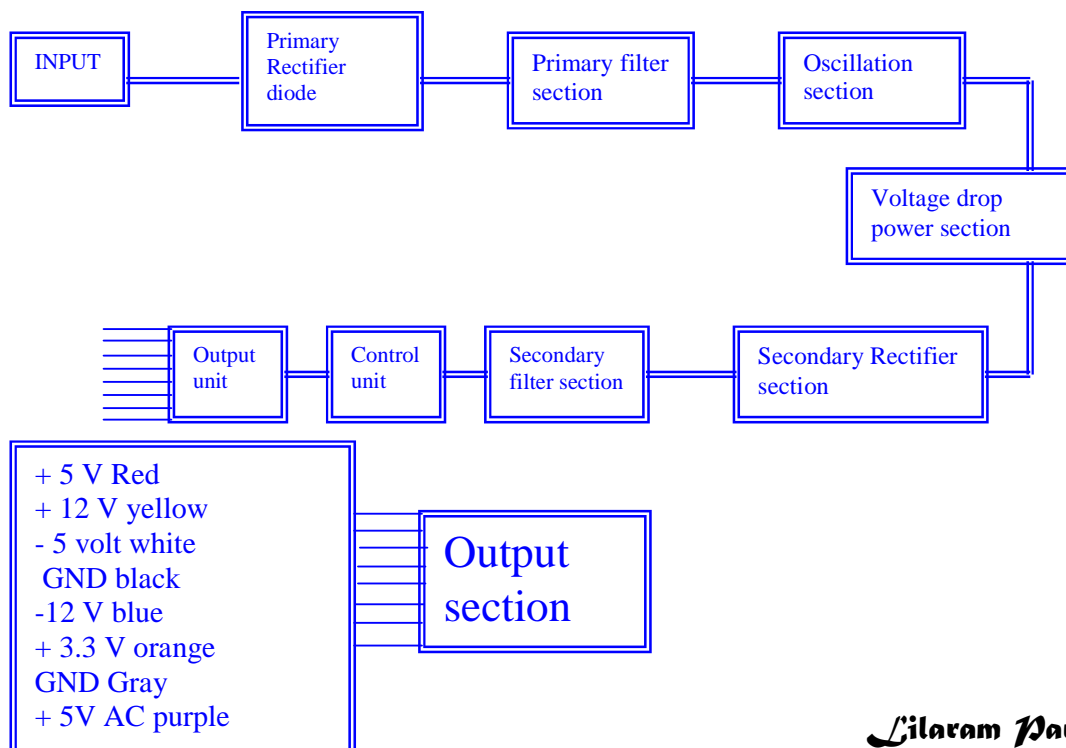 INPUT
Primary
Rectifier
diode
Primary filter
section
Oscillation
section
Voltage drop
power section
Output
unit
Control
unit
Secondary
filter section
Secondary Rectifier
section
+ 5 V Red
+ 12 V yellow
- 5 volt white
GND black
-12 V blue
+ 3.3 V orange
GND Gray
+ 5V AC purple
Output
section
Lilaram